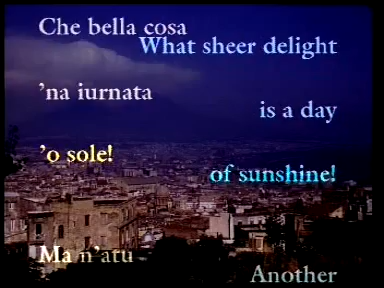 Che bella cosa
What sheer delight
'na iurnata
is a day
'o sole!
of sunshine!
Ma n'atu
Another